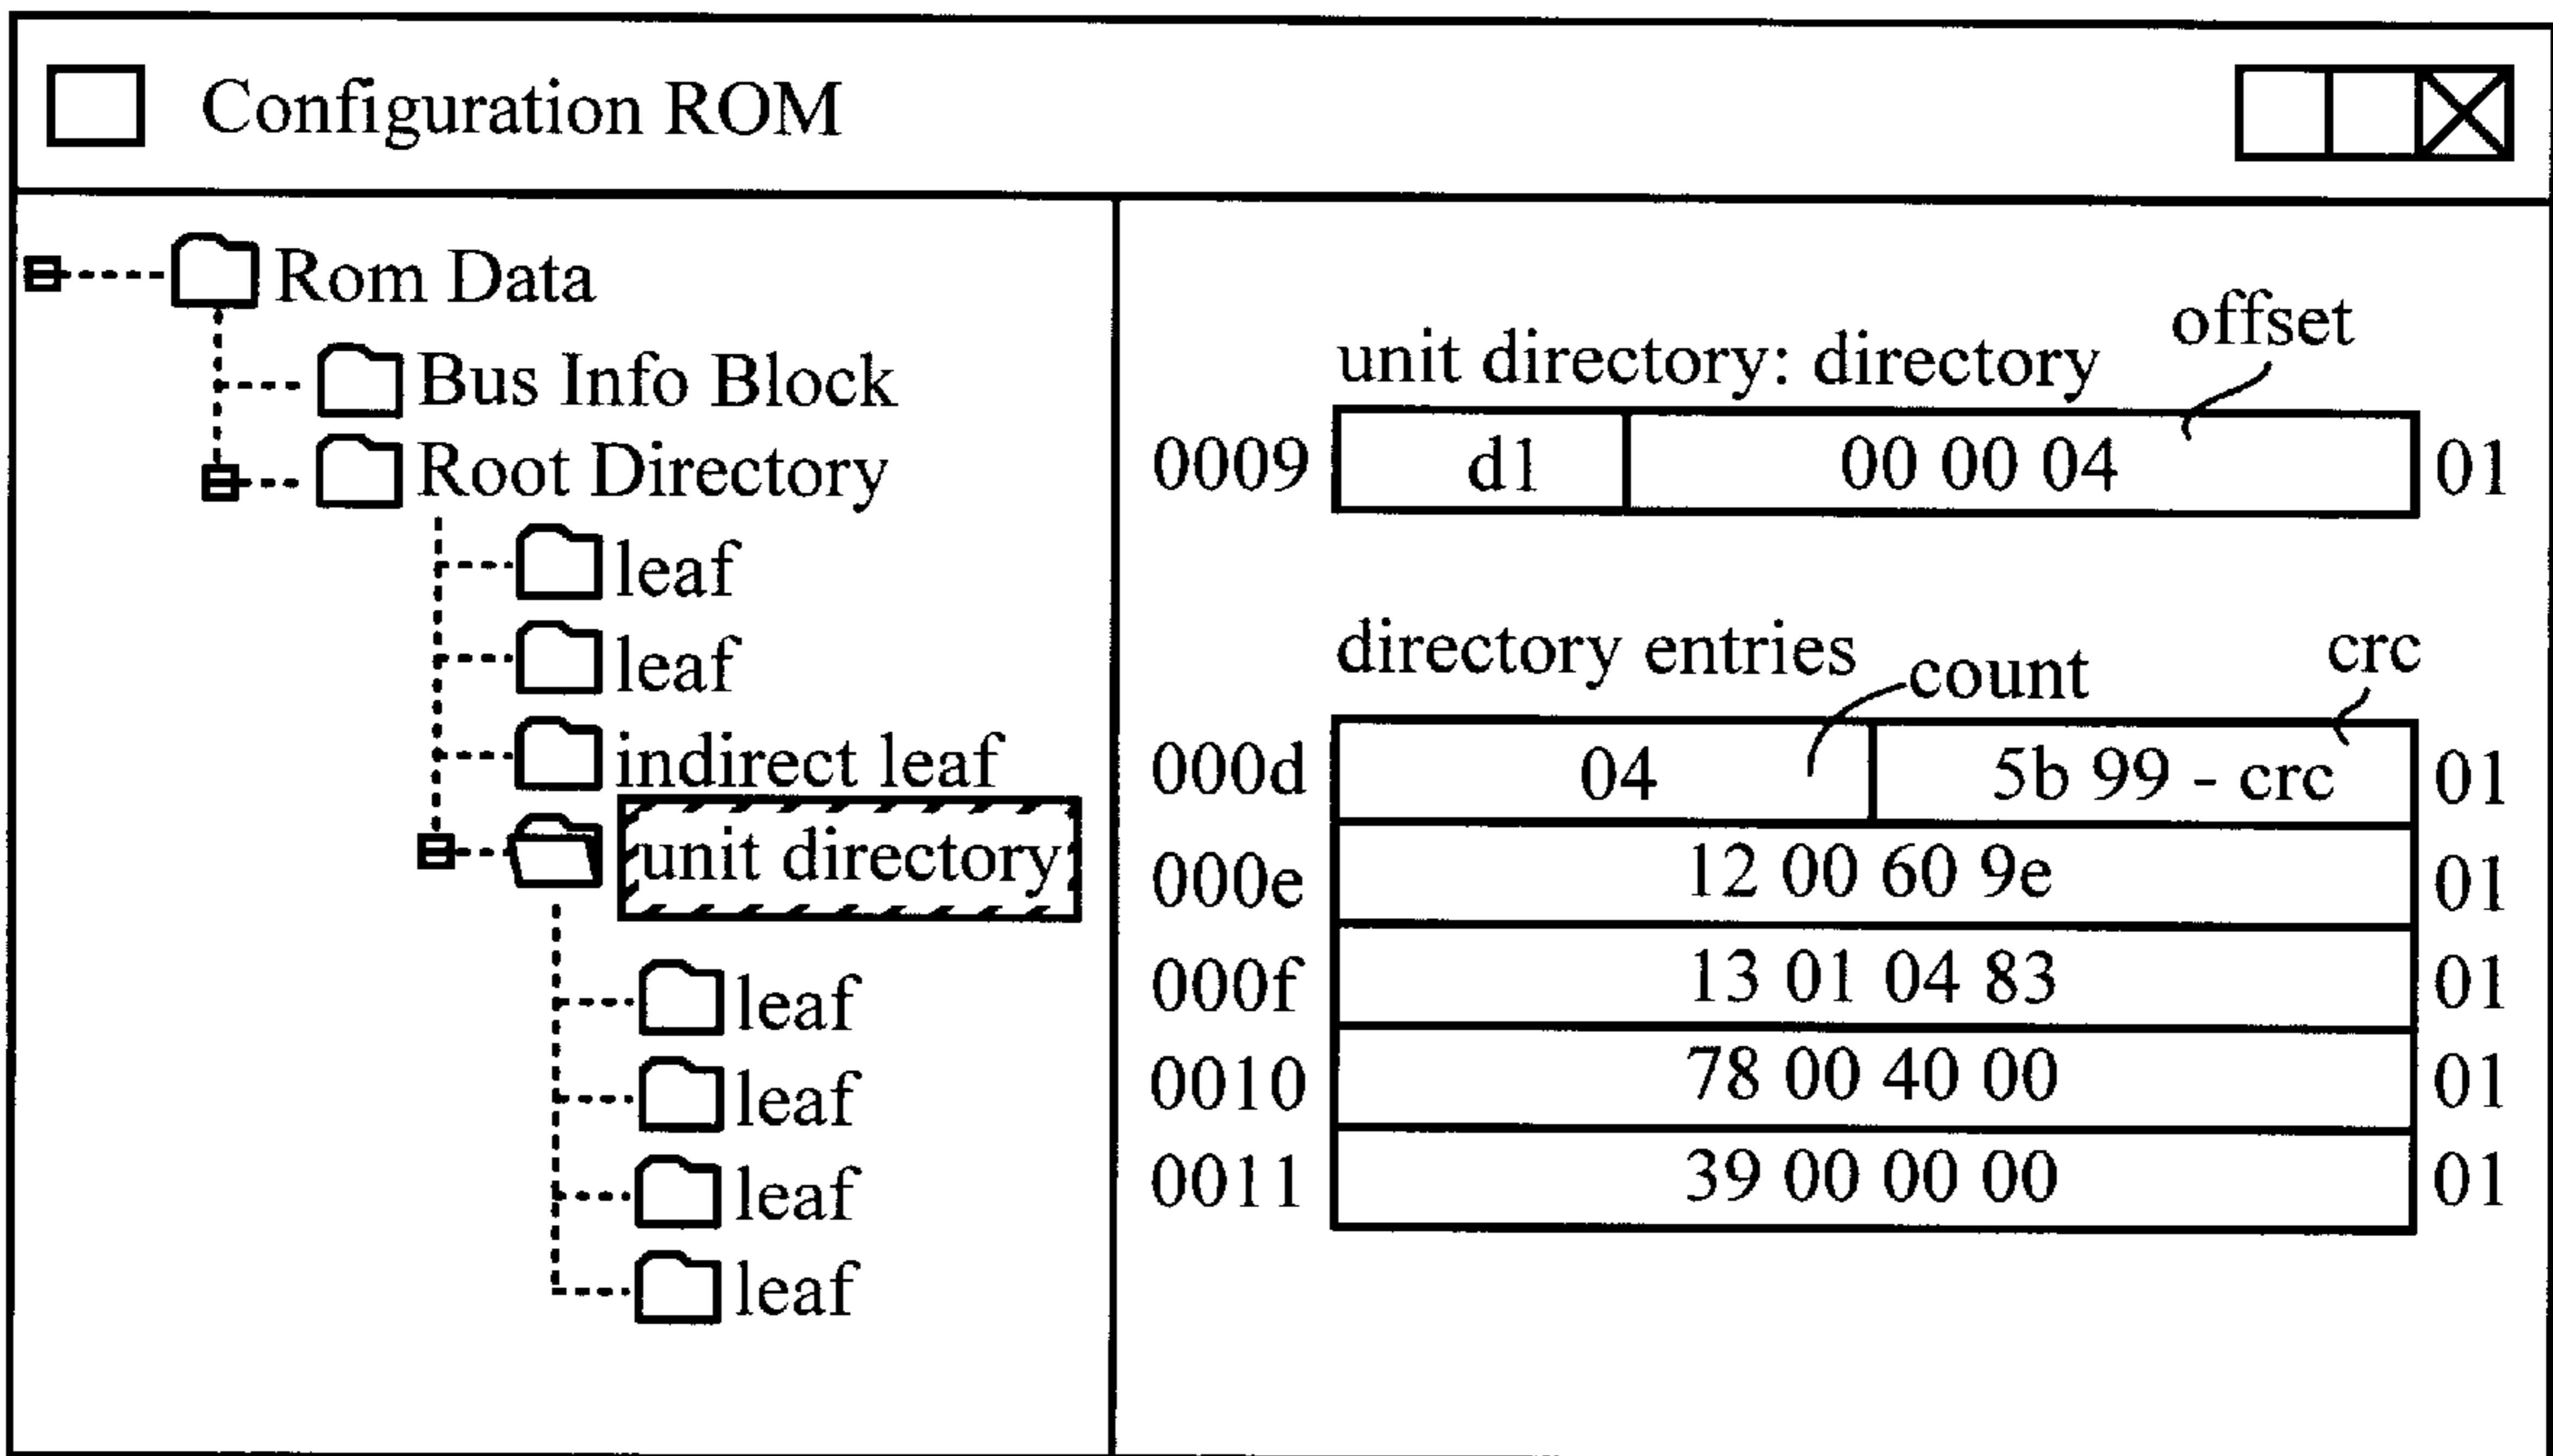 Configuration ROM
Rom Data
Bus Info Block
Root Directory
leaf
leaf
indirect leaf
unit directory
leaf
leaf
leaf
leaf
offset
unit directory: directory
0009 d1 00 00 04 01
directory entries count crc
000d 04 5b 99 - crc 01
000e 12 00 60 9e 01
000f 13 01 04 83 01
0010 78 00 40 00 01
0011 39 00 00 00 01